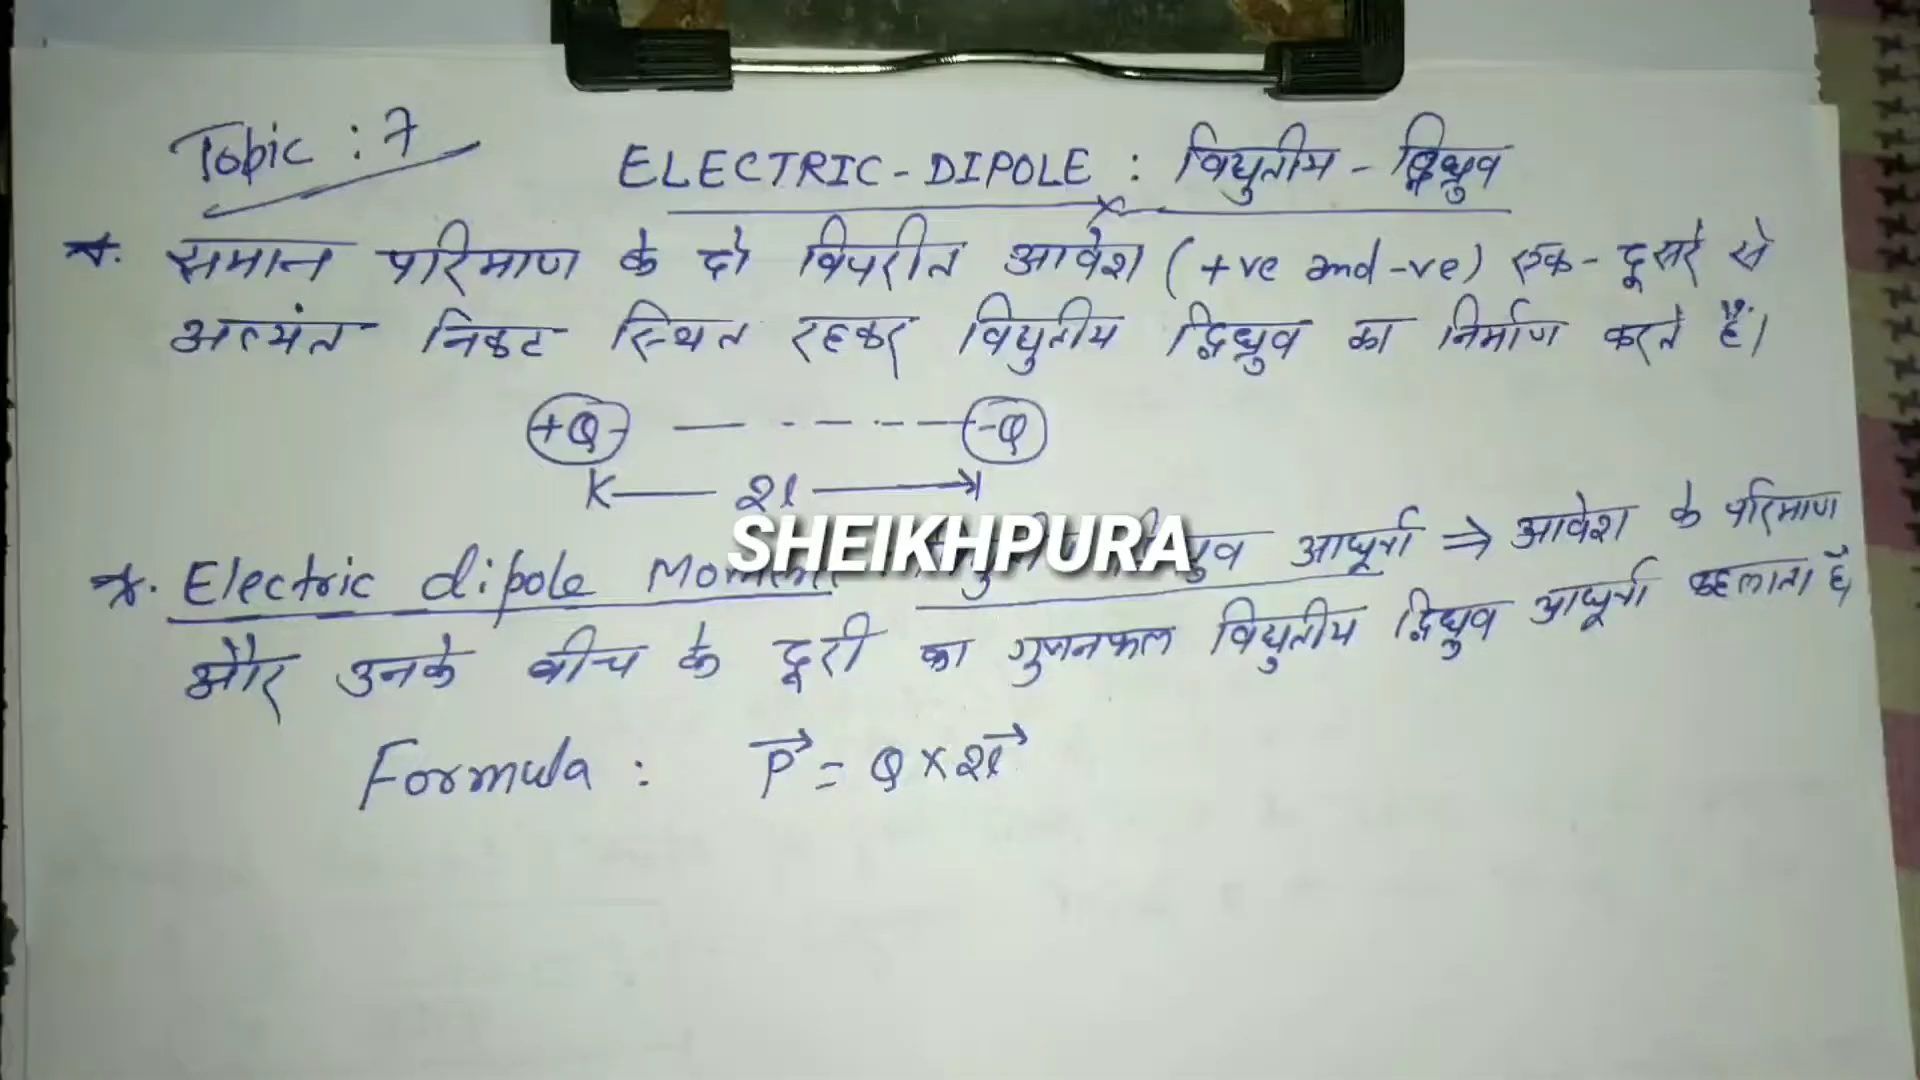 Topic : 7
ELECTRIC-DIPOLE : विद्युतीय - द्विध्रुव
*. समान परिमाण के दो विपरीत आवेश (+ve and -ve) एक-दूसरे से
अत्यंत निकट स्थित रहकर विद्युतीय द्विध्रुव का निर्माण करते हैं।
+Q -Q
2l
SHEIKHPURA
*. Electric dipole Moment आघूर्ण ⇒ आवेश के परिमाण
और उनके बीच के दूरी का गुणनफल विद्युतीय द्विध्रुव आघूर्ण कहलाता है
Formula : P⃗ = Q × 2l⃗